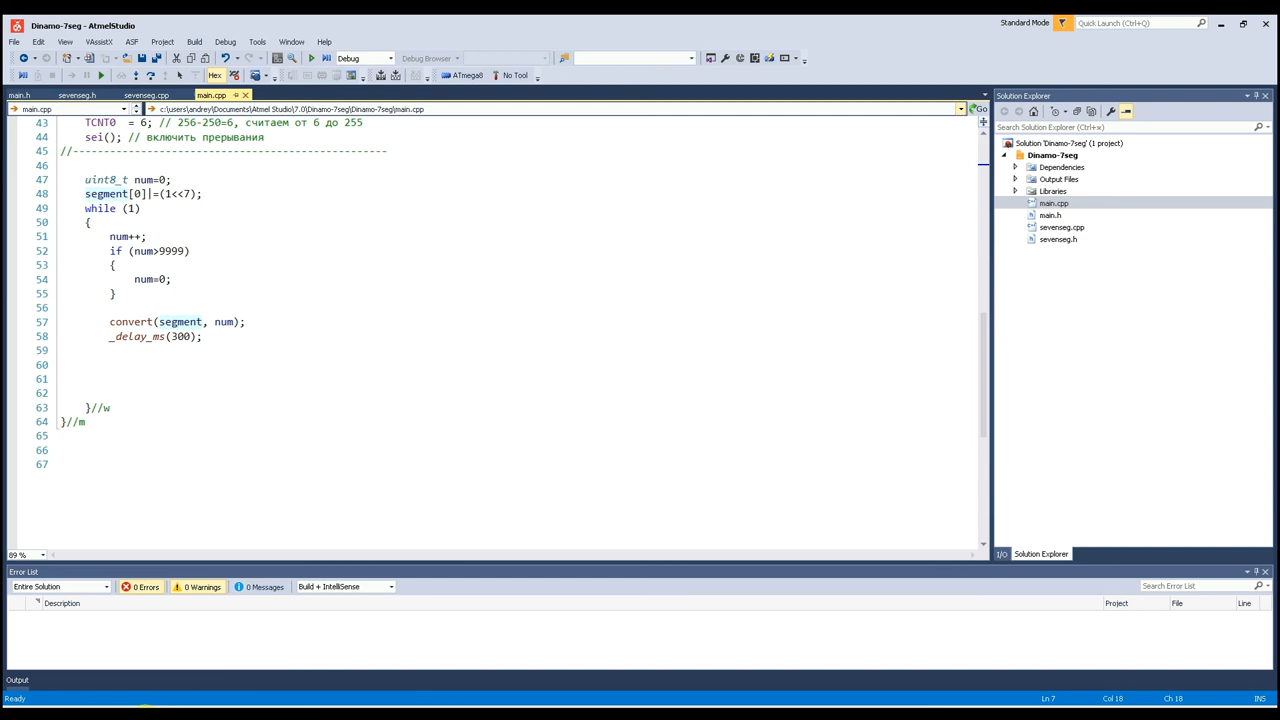 Dinamo-7seg - AtmelStudio
Standard Mode
Quick Launch (Ctrl+Q)
File Edit View VAssistX ASF Project Build Debug Tools Window Help
Debug Debug Browser
Hex ATmega8 No Tool
main.h sevenseg.h sevenseg.cpp main.cpp
main.cpp c:\users\andrey\Documents\Atmel Studio\7.0\Dinamo-7seg\Dinamo-7seg\main.cpp Go
43 TCNT0 = 6; // 256-250=6, считаем от 6 до 255
44 sei(); // включить прерывания
45 //-------------------------------------------------
46
47 uint8_t num=0;
48 segment[0]|=(1<<7);
49 while (1)
50 {
51 num++;
52 if (num>9999)
53 {
54 num=0;
55 }
56
57 convert(segment, num);
58 _delay_ms(300);
59
60
61
62
63 }//w
64 }//m
65
66
67
89 %
Solution Explorer
Search Solution Explorer (Ctrl+ж)
Solution 'Dinamo-7seg' (1 project)
Dinamo-7seg
Dependencies
Output Files
Libraries
main.cpp
main.h
sevenseg.cpp
sevenseg.h
I/O Solution Explorer
Error List
Entire Solution 0 Errors 0 Warnings 0 Messages Build + IntelliSense
Search Error List
Description Project File Line
Output
Ready Ln 7 Col 18 Ch 18 INS